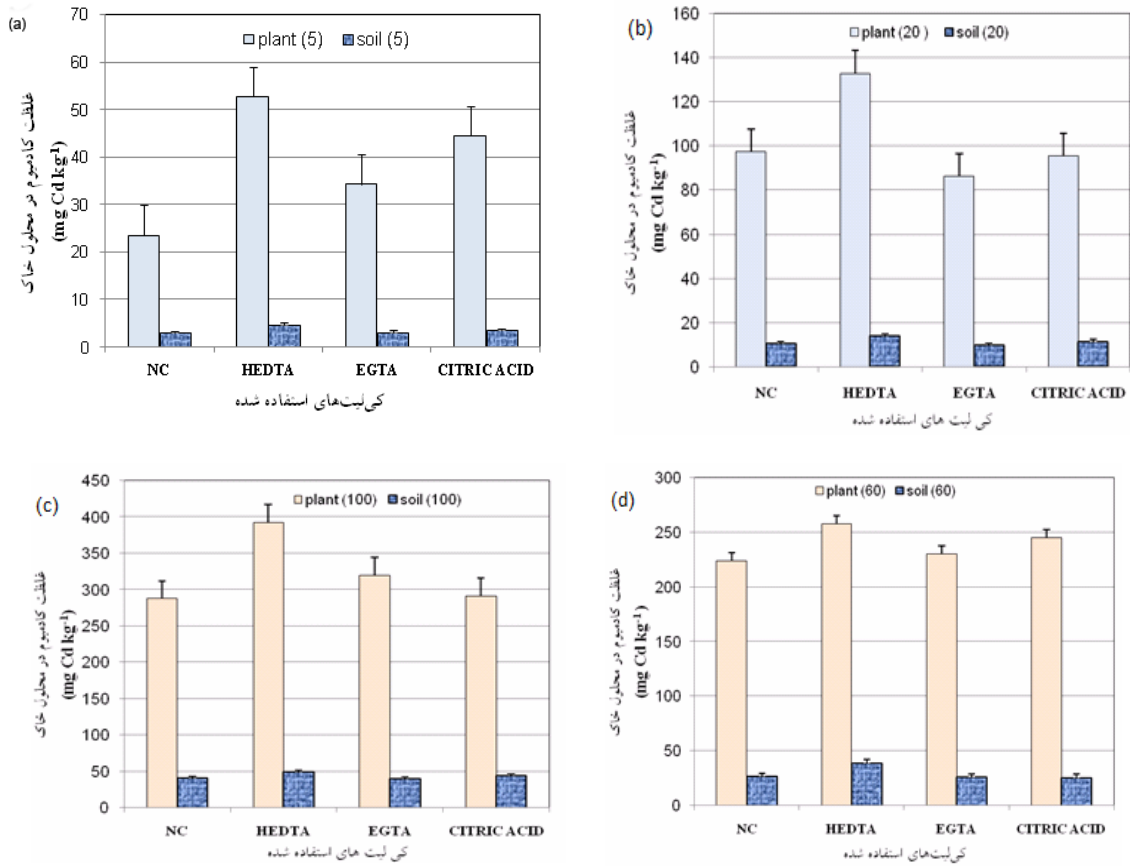 (a)
plant (5) soil (5)
غلظت کادمیوم در محلول خاک
(mg Cd kg-1)
70
60
50
40
30
20
10
0
NC HEDTA EGTA CITRIC ACID
کی‌لیت‌های استفاده شده
(b)
plant (20 ) soil (20)
غلظت کادمیوم در محلول خاک
(mg Cd kg-1)
160
140
120
100
80
60
40
20
0
NC HEDTA EGTA CITRIC ACID
کی لیت های استفاده شده
(c)
plant (100) soil (100)
غلظت کادمیوم در محلول خاک
(mg Cd kg-1)
450
400
350
300
250
200
150
100
50
0
NC HEDTA EGTA CITRIC ACID
کی لیت های استفاده شده
(d)
plant (60) soil (60)
غلظت کادمیوم در محلول خاک
(mg Cd kg-1)
300
250
200
150
100
50
0
NC HEDTA EGTA CITRIC ACID
کی‌لیت‌های استفاده شده